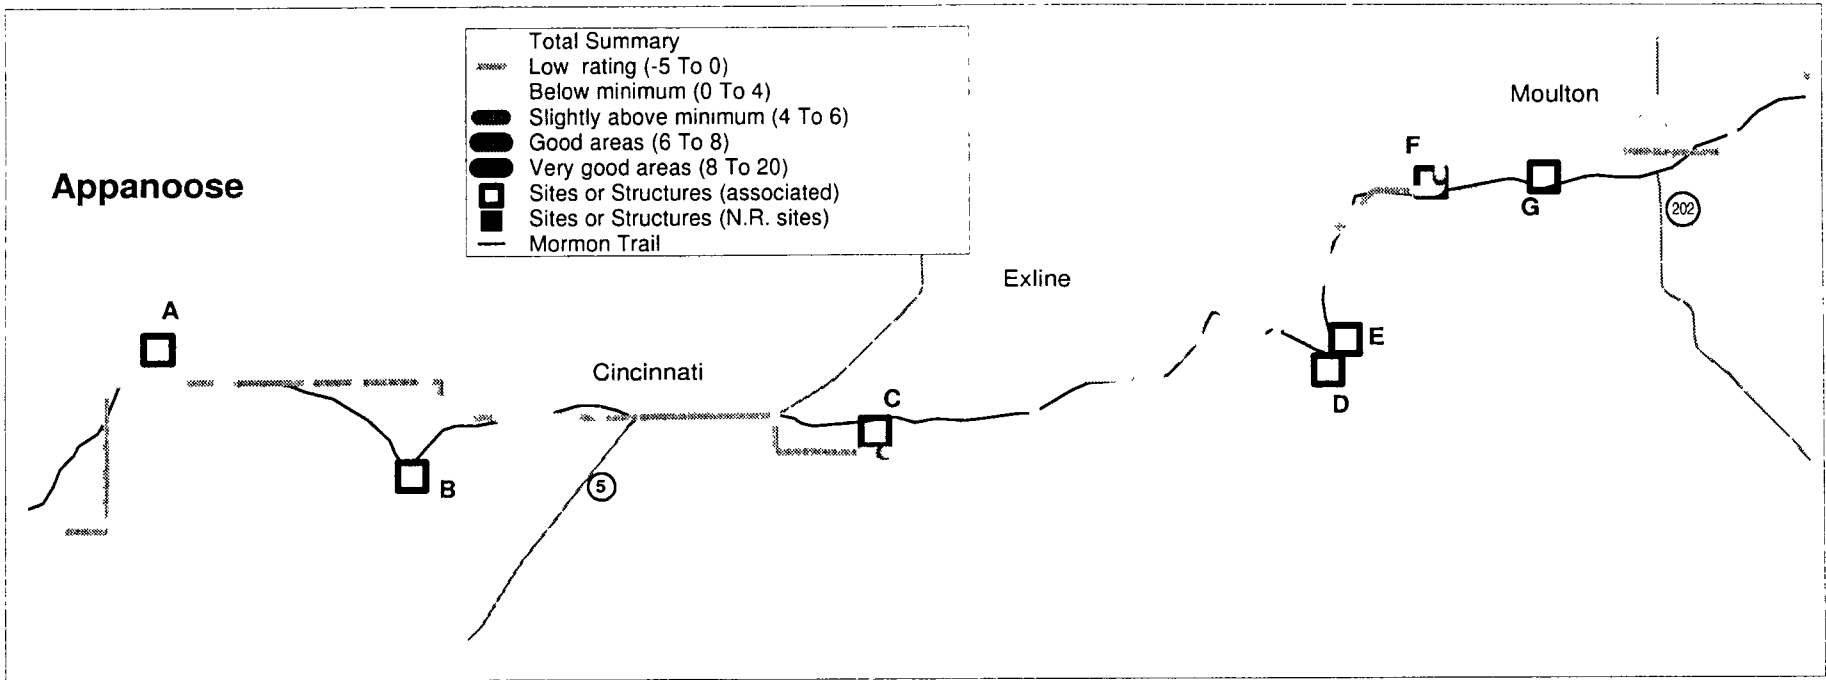 Total Summary
Low rating (-5 To 0)
Below minimum (0 To 4)
Slightly above minimum (4 To 6)
Good areas (6 To 8)
Very good areas (8 To 20)
Sites or Structures (associated)
Sites or Structures (N.R. sites)
Mormon Trail
Appanoose
Moulton
F
G
202
Exline
A
E
D
Cincinnati
C
B
5